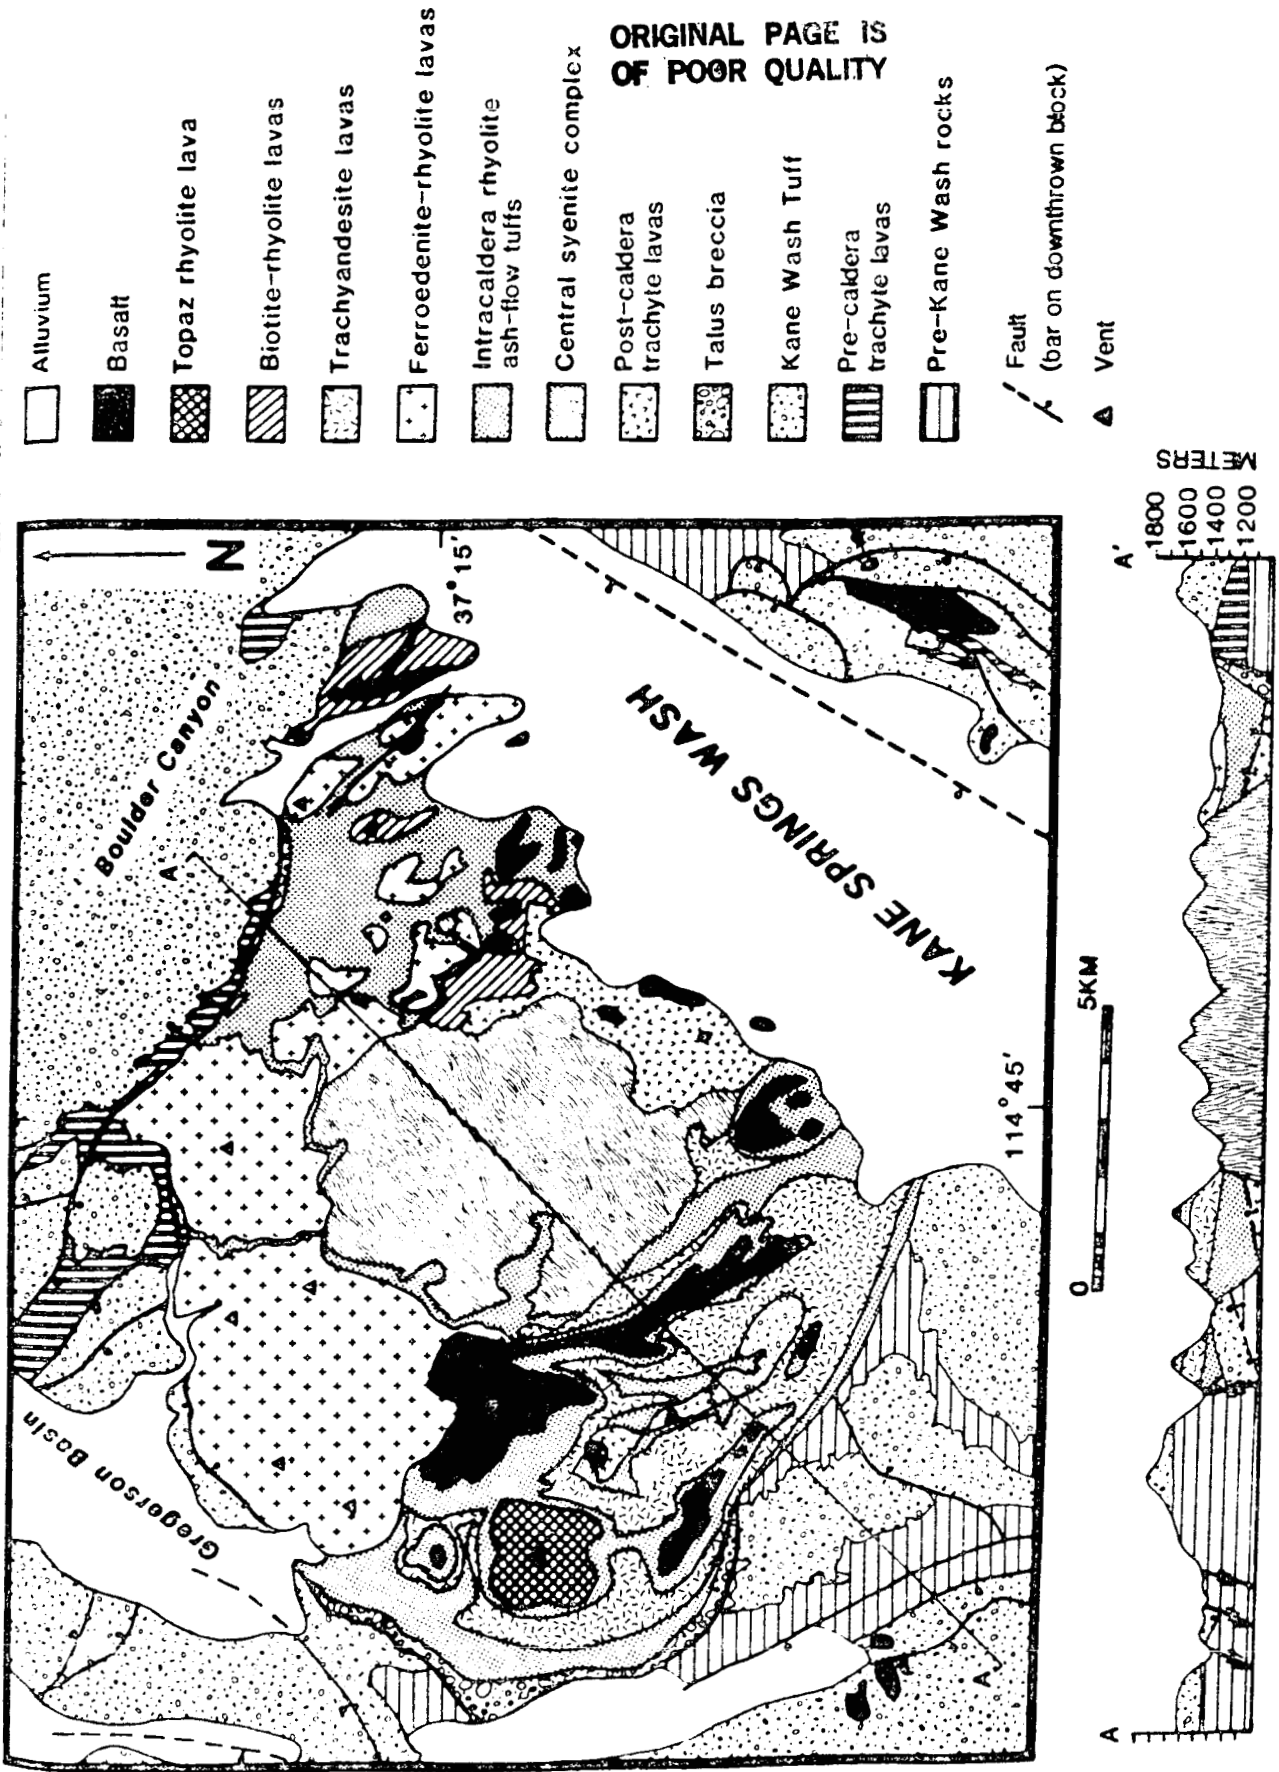 ORIGINAL PAGE IS
OF POOR QUALITY
Alluvium
Basalt
Topaz rhyolite lava
Biotite-rhyolite lavas
Trachyandesite lavas
Ferroedenite-rhyolite lavas
Intracaldera rhyolite
ash-flow tuffs
Central syenite complex
Post-caldera
trachyte lavas
Talus breccia
Kane Wash Tuff
Pre-caldera
trachyte lavas
Pre-Kane Wash rocks
Fault
(bar on downthrown block)
Vent
N
37° 15'
Boulder Canyon
A'
KANE SPRINGS WASH
114° 45'
Gregerson Basin
A
0
5KM
A
A'
METERS
1800
1600
1400
1200